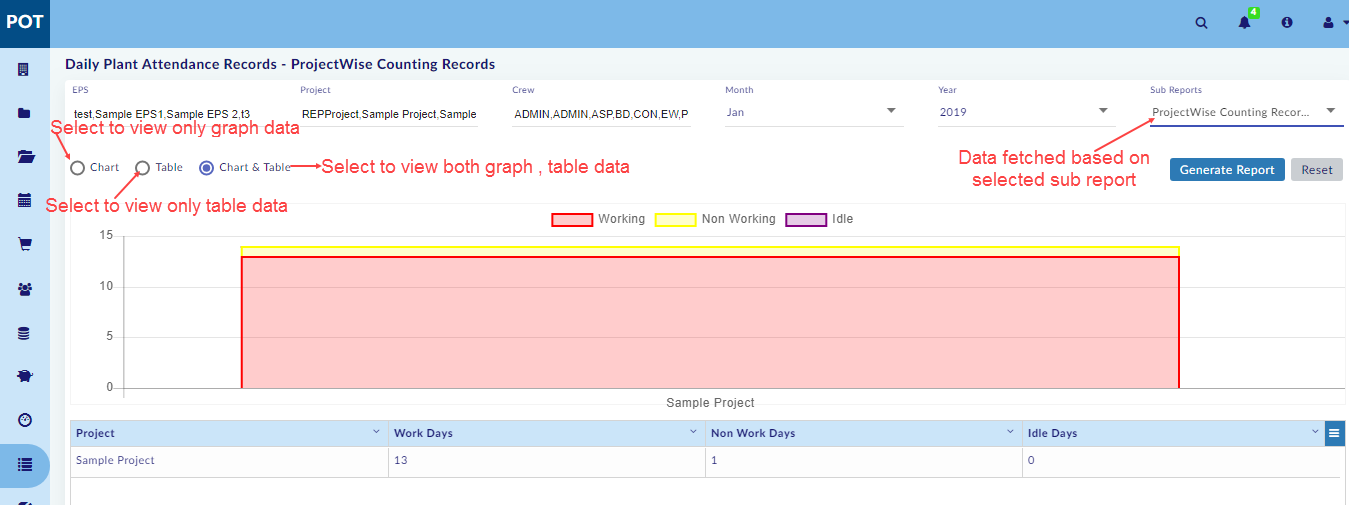 POT
4
Daily Plant Attendance Records - ProjectWise Counting Records
EPS Project Crew Month Year Sub Reports
test,Sample EPS1,Sample EPS 2,t3 REPProject,Sample Project,Sample ADMIN,ADMIN,ASP,BD,CON,EW,P Jan 2019 ProjectWise Counting Recor...
Select to view only graph data
Chart Table Chart & Table Select to view both graph , table data
Data fetched based on
selected sub report
Generate Report Reset
Select to view only table data
Working Non Working Idle
15
10
5
0
Sample Project
Project Work Days Non Work Days Idle Days
Sample Project 13 1 0